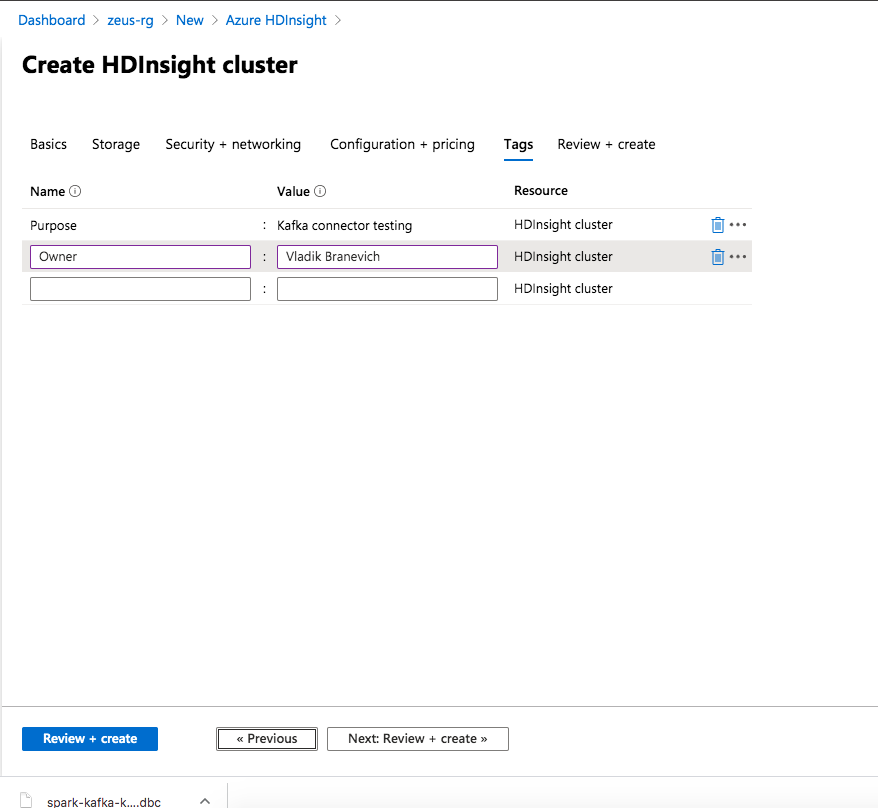 Dashboard > zeus-rg > New > Azure HDInsight >
Create HDInsight cluster
Basics Storage Security + networking Configuration + pricing Tags Review + create
Name Value Resource
Purpose : Kafka connector testing HDInsight cluster
Owner : Vladik Branevich HDInsight cluster
: HDInsight cluster
Review + create « Previous Next: Review + create »
spark-kafka-k....dbc